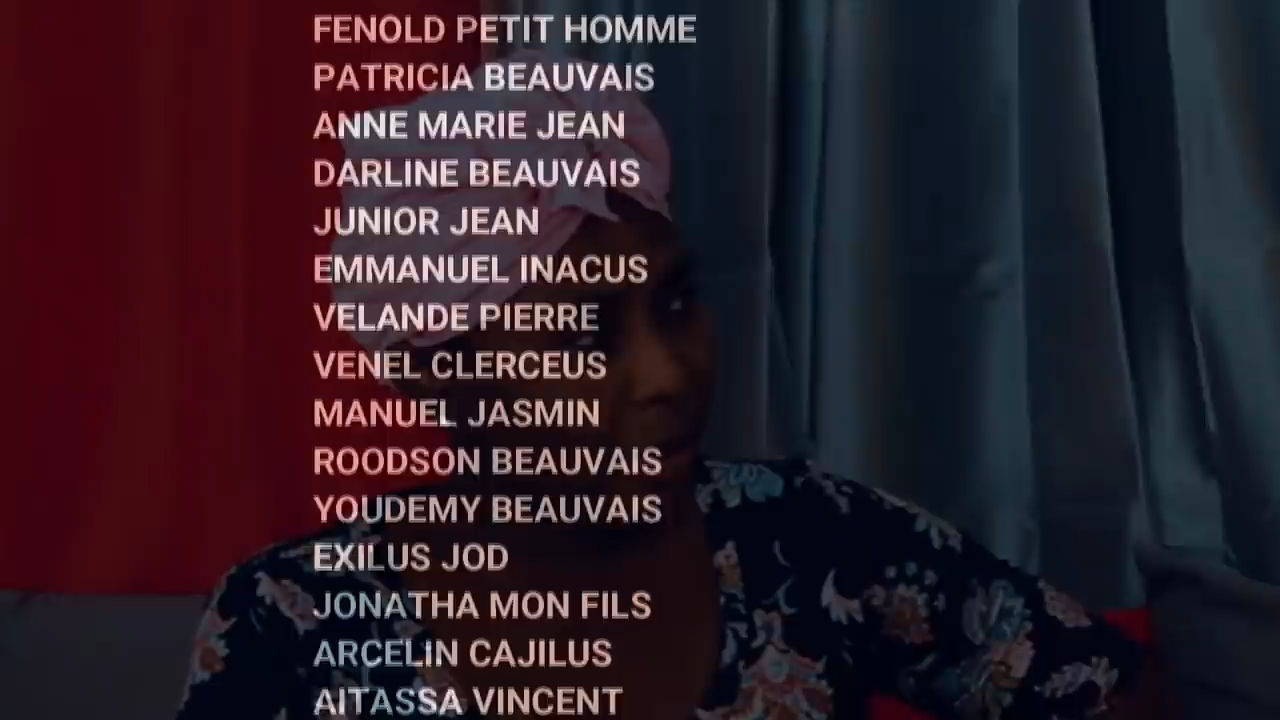 FENOLD PETIT HOMME
PATRICIA BEAUVAIS
ANNE MARIE JEAN
DARLINE BEAUVAIS
JUNIOR JEAN
EMMANUEL INACUS
VELANDE PIERRE
VENEL CLERCEUS
MANUEL JASMIN
ROODSON BEAUVAIS
YOUDEMY BEAUVAIS
EXILUS JOD
JONATHA MON FILS
ARCELIN CAJILUS
AITASSA VINCENT